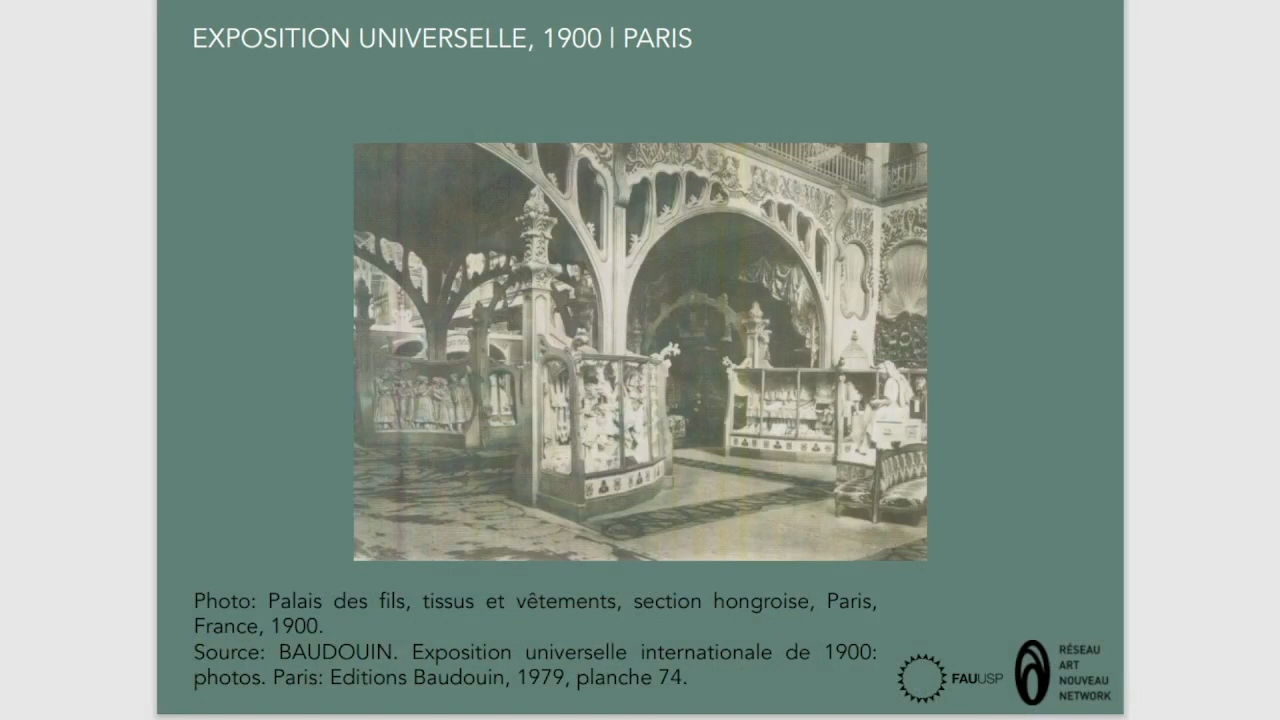 EXPOSITION UNIVERSELLE, 1900 | PARIS
Photo: Palais des fils, tissus et vêtements, section hongroise, Paris,
France, 1900.
Source: BAUDOUIN. Exposition universelle internationale de 1900:
photos. Paris: Editions Baudouin, 1979, planche 74.
FAUUSP
RÉSEAU
ART
NOUVEAU
NETWORK